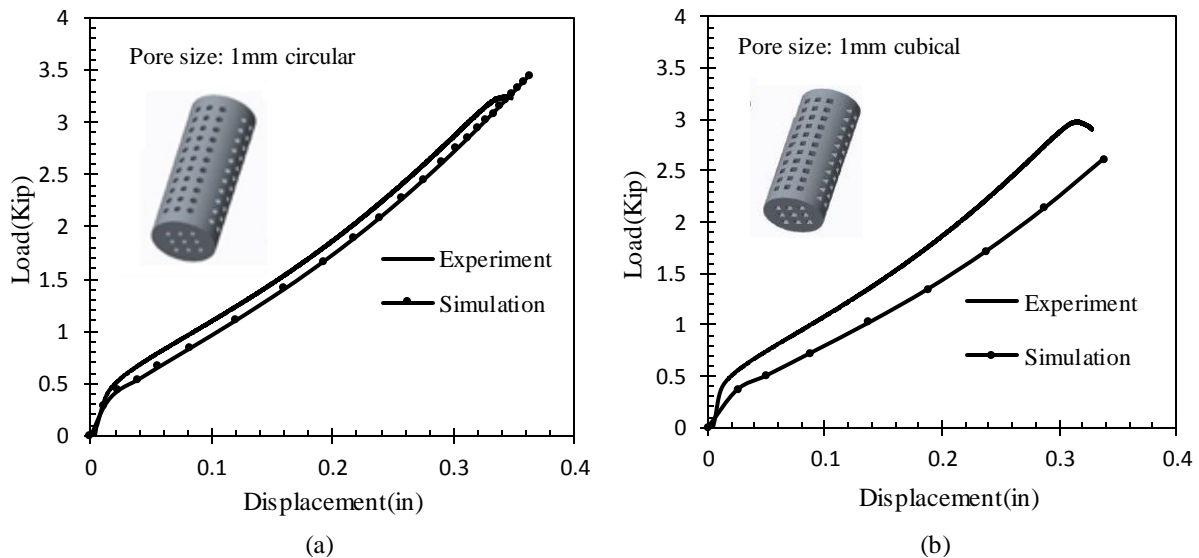 Pore size: 1mm circular
Load(Kip)
4
3.5
3
2.5
2
1.5
1
0.5
0
Experiment
Simulation
0 0.1 0.2 0.3 0.4
Displacement(in)
(a)
Pore size: 1mm cubical
Load(Kip)
4
3.5
3
2.5
2
1.5
1
0.5
0
Experiment
Simulation
0 0.1 0.2 0.3 0.4
Displacement(in)
(b)